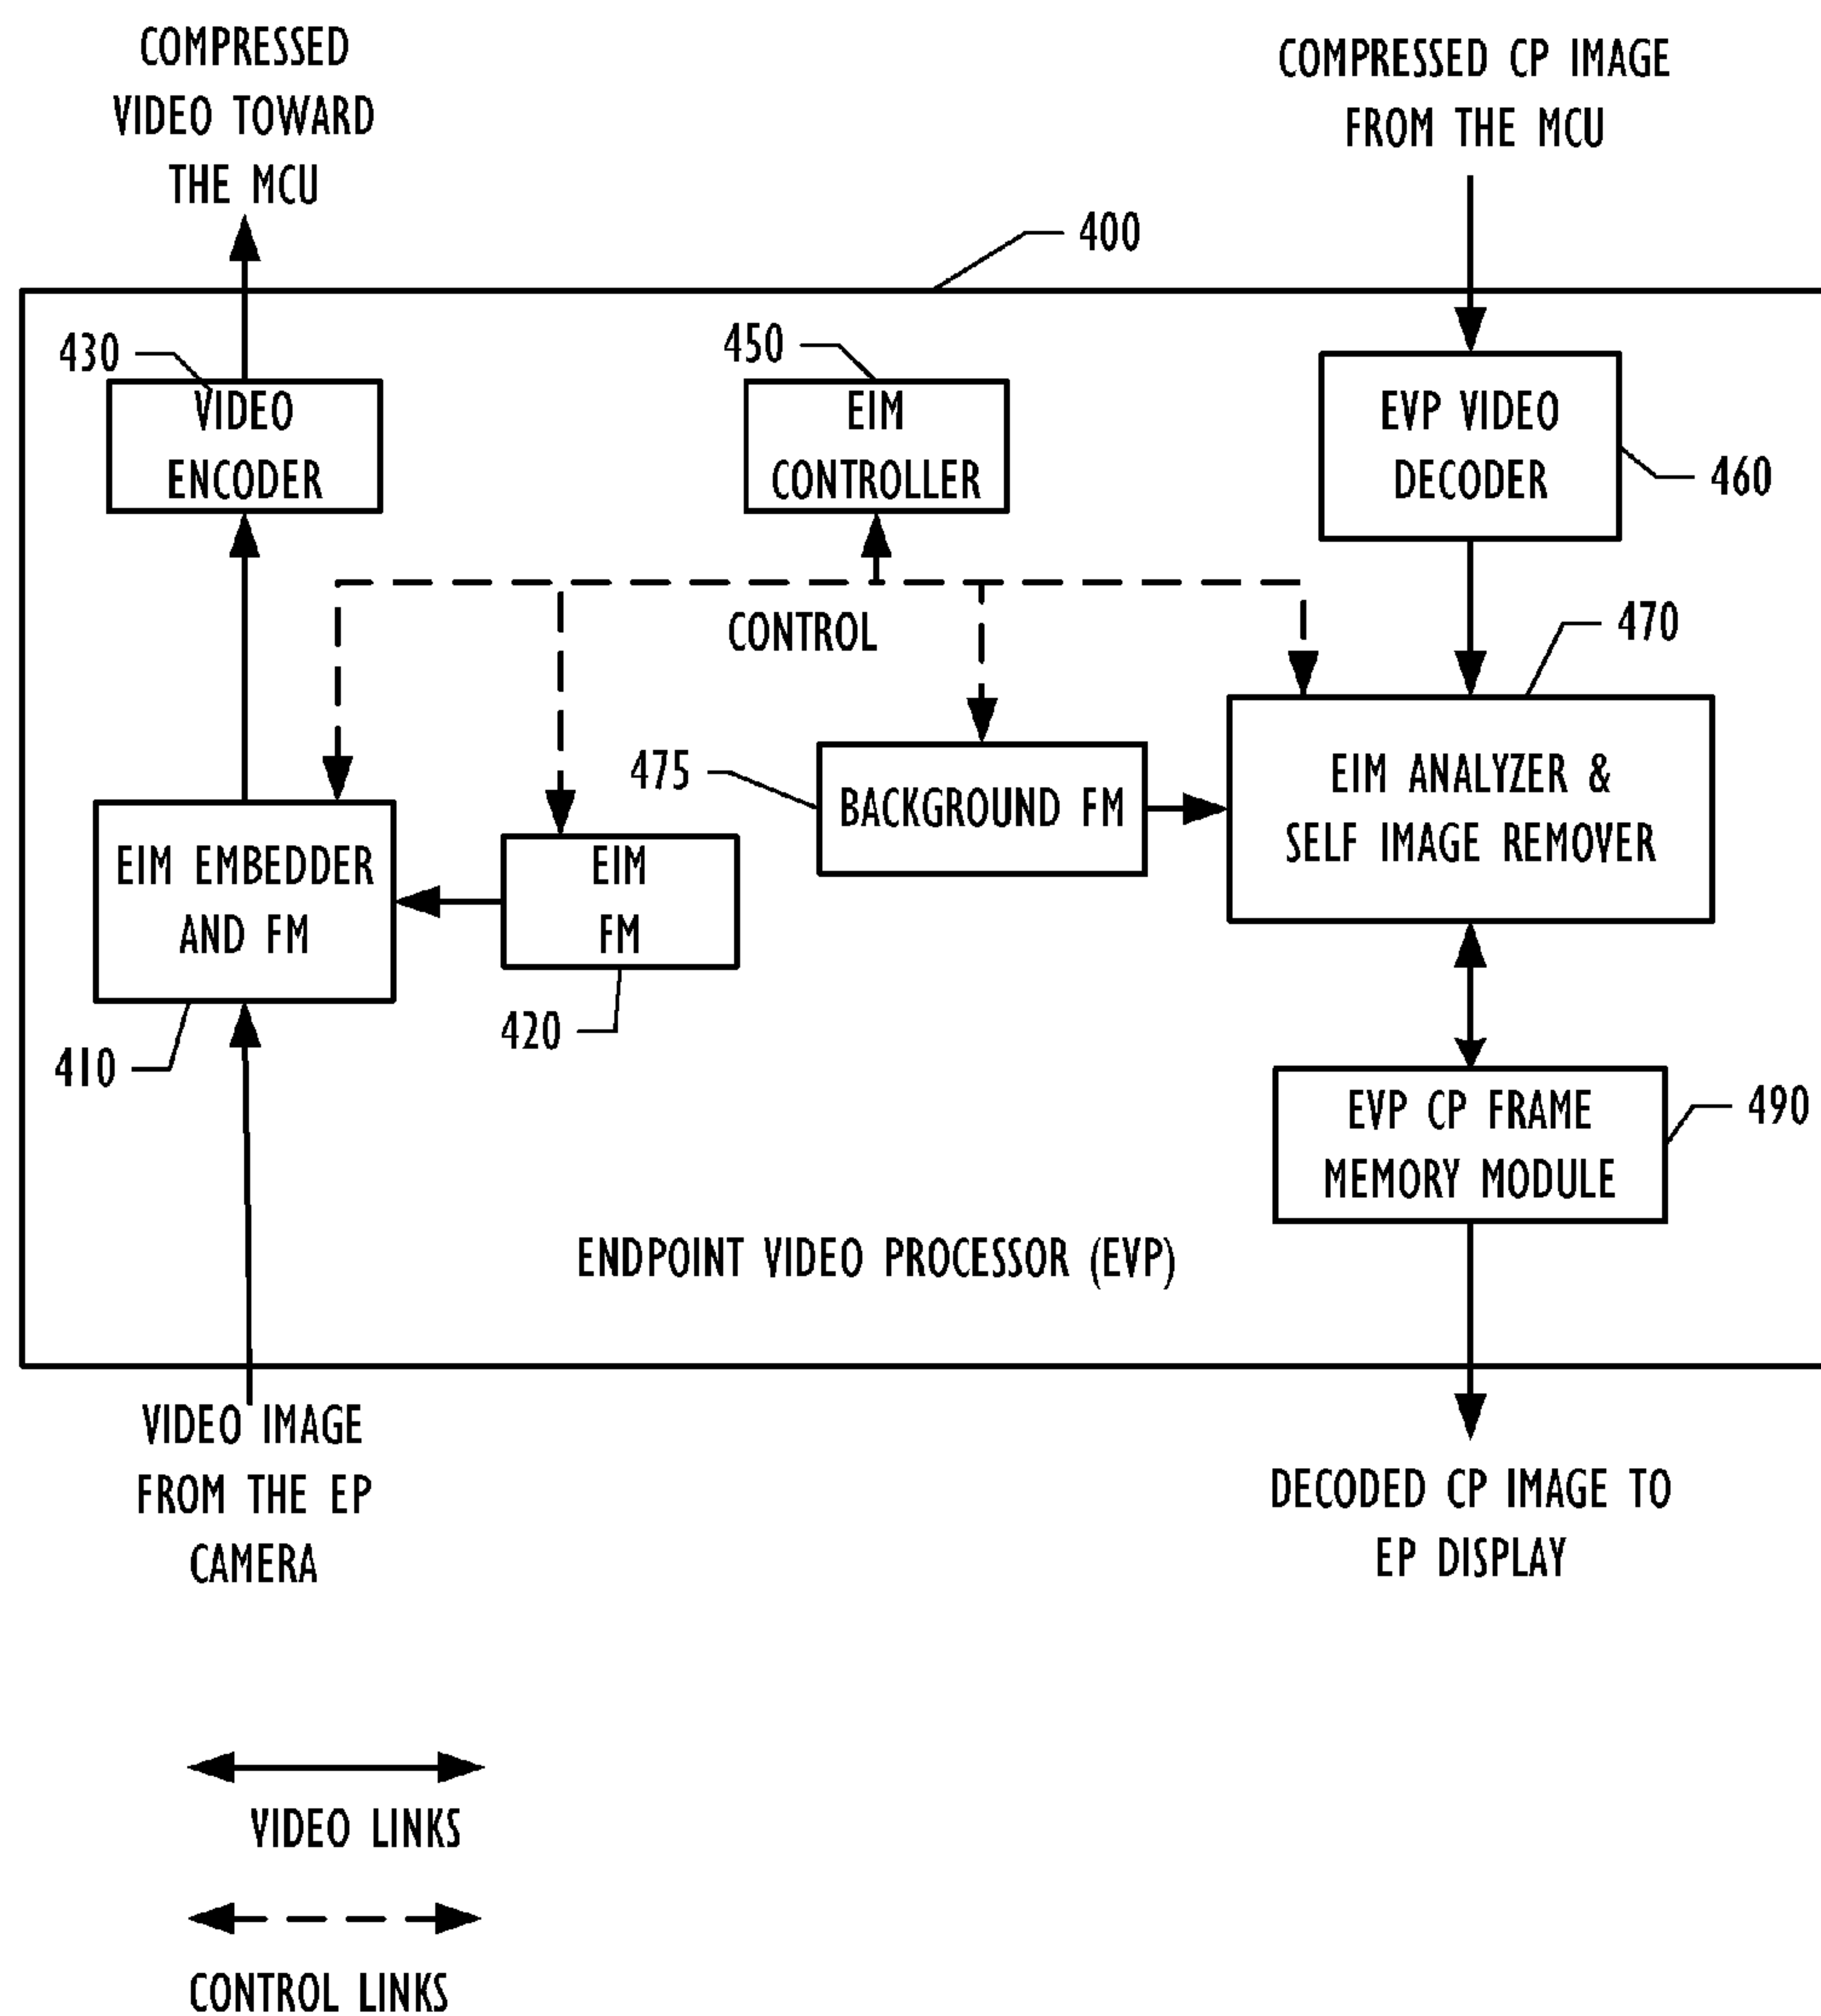 COMPRESSED
VIDEO TOWARD
THE MCU
COMPRESSED CP IMAGE
FROM THE MCU
400
430
VIDEO
ENCODER
450
EIM
CONTROLLER
EVP VIDEO
DECODER
460
CONTROL
470
475
BACKGROUND FM
EIM ANALYZER &
SELF IMAGE REMOVER
EIM EMBEDDER
AND FM
EIM
FM
410
420
EVP CP FRAME
MEMORY MODULE
490
ENDPOINT VIDEO PROCESSOR (EVP)
VIDEO IMAGE
FROM THE EP
CAMERA
DECODED CP IMAGE TO
EP DISPLAY
VIDEO LINKS
CONTROL LINKS